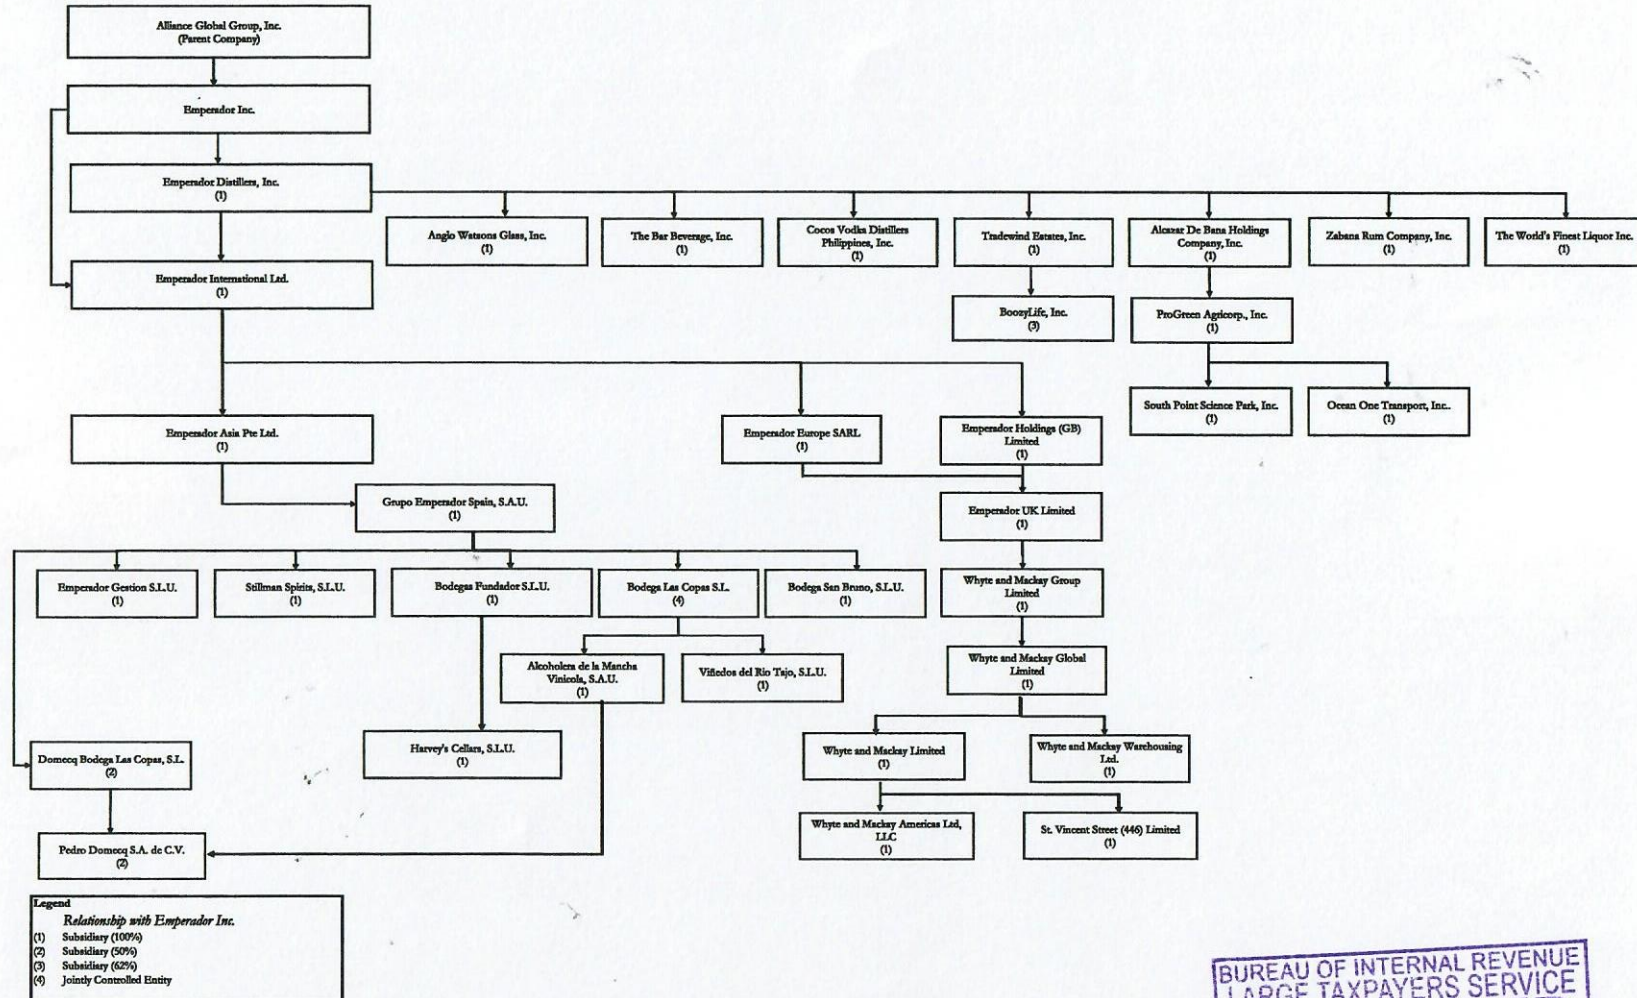 Alliance Global Group, Inc.
(Parent Company)
Emperador Inc.
Emperador Distillers, Inc.
(1)
Anglo Watsons Glass, Inc.
(1)
The Bar Beverage, Inc.
(1)
Cocos Vodka Distillers
Philippines, Inc.
(1)
Tradewind Estates, Inc.
(1)
Alcazar De Bana Holdings
Company, Inc.
(1)
Zabana Rum Company, Inc.
(1)
The World's Finest Liquor Inc.
(1)
Emperador International Ltd.
(1)
BoozyLife, Inc.
(3)
ProGreen Agricorp., Inc.
(1)
South Point Science Park, Inc.
(1)
Ocean One Transport, Inc..
(1)
Emperador Asia Pte Ltd.
(1)
Emperador Europe SARL
(1)
Emperador Holdings (GB)
Limited
(1)
Grupo Emperador Spain, S.A.U.
(1)
Emperador UK Limited
(1)
Emperador Gestion S.L.U.
(1)
Stillman Spirits, S.L.U.
(1)
Bodegas Fundador S.L.U.
(1)
Bodega Las Copas S.L.
(4)
Bodega San Bruno, S.L.U.
(1)
Whyte and Mackay Group
Limited
(1)
Alcoholera de la Mancha
Vinicola, S.A.U.
(1)
Viñedos del Rio Tajo, S.L.U.
(1)
Whyte and Mackay Global
Limited
(1)
Harvey's Cellars, S.L.U.
(1)
Domecq Bodega Las Copas, S.L.
(2)
Whyte and Mackay Limited
(1)
Whyte and Mackay Warehousing
Ltd.
(1)
Pedro Domecq S.A. de C.V.
(2)
Whyte and Mackay Americas Ltd,
LLC
(1)
St. Vincent Street (446) Limited
(1)
Legend
Relationship with Emperador Inc.
(1) Subsidiary (100%)
(2) Subsidiary (50%)
(3) Subsidiary (62%)
(4) Jointly Controlled Entity
BUREAU OF INTERNAL REVENUE
LARGE TAXPAYERS SERVICE